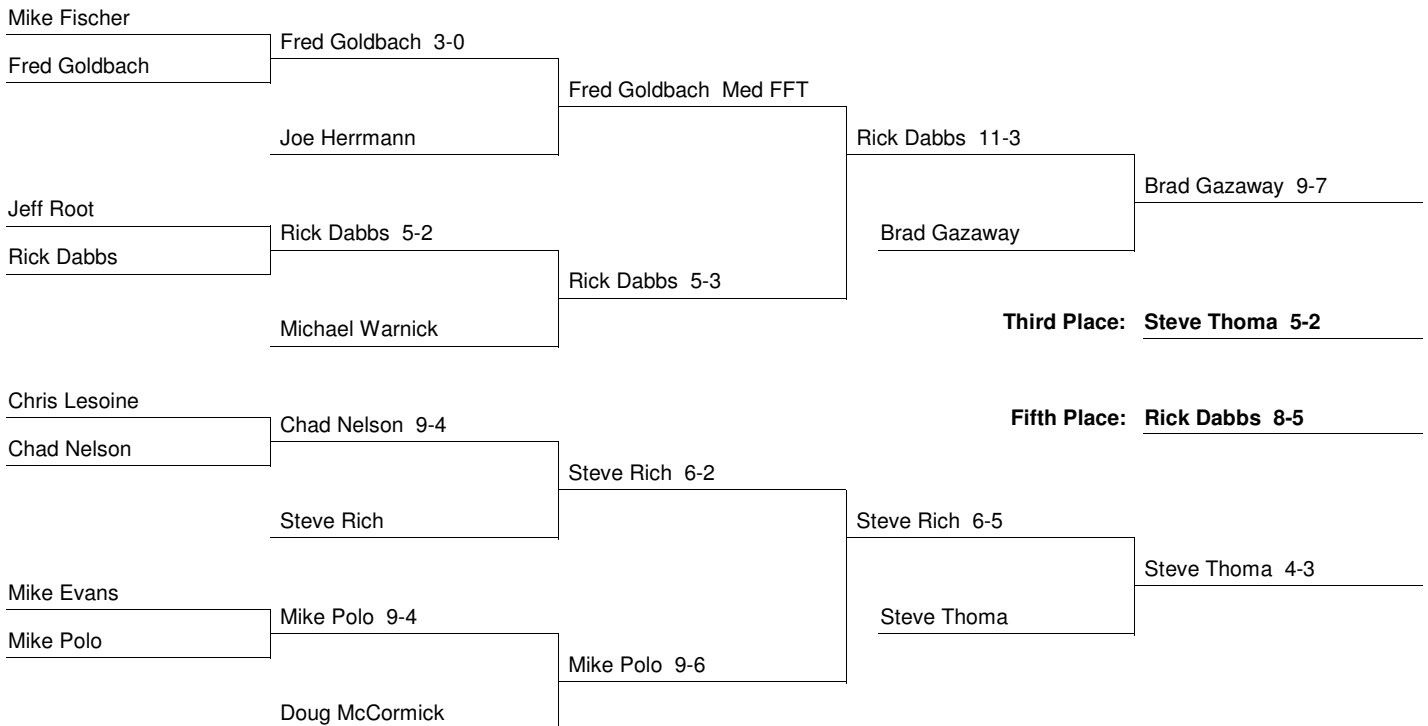 Mike Fischer
Fred Goldbach 3-0
Fred Goldbach
Fred Goldbach Med FFT
Joe Herrmann
Rick Dabbs 11-3
Brad Gazaway 9-7
Jeff Root
Rick Dabbs 5-2
Brad Gazaway
Rick Dabbs
Rick Dabbs 5-3
Michael Warnick
Third Place: Steve Thoma 5-2
Chris Lesoine
Chad Nelson 9-4
Fifth Place: Rick Dabbs 8-5
Chad Nelson
Steve Rich 6-2
Steve Rich
Steve Rich 6-5
Steve Thoma 4-3
Mike Evans
Mike Polo 9-4
Steve Thoma
Mike Polo
Mike Polo 9-6
Doug McCormick